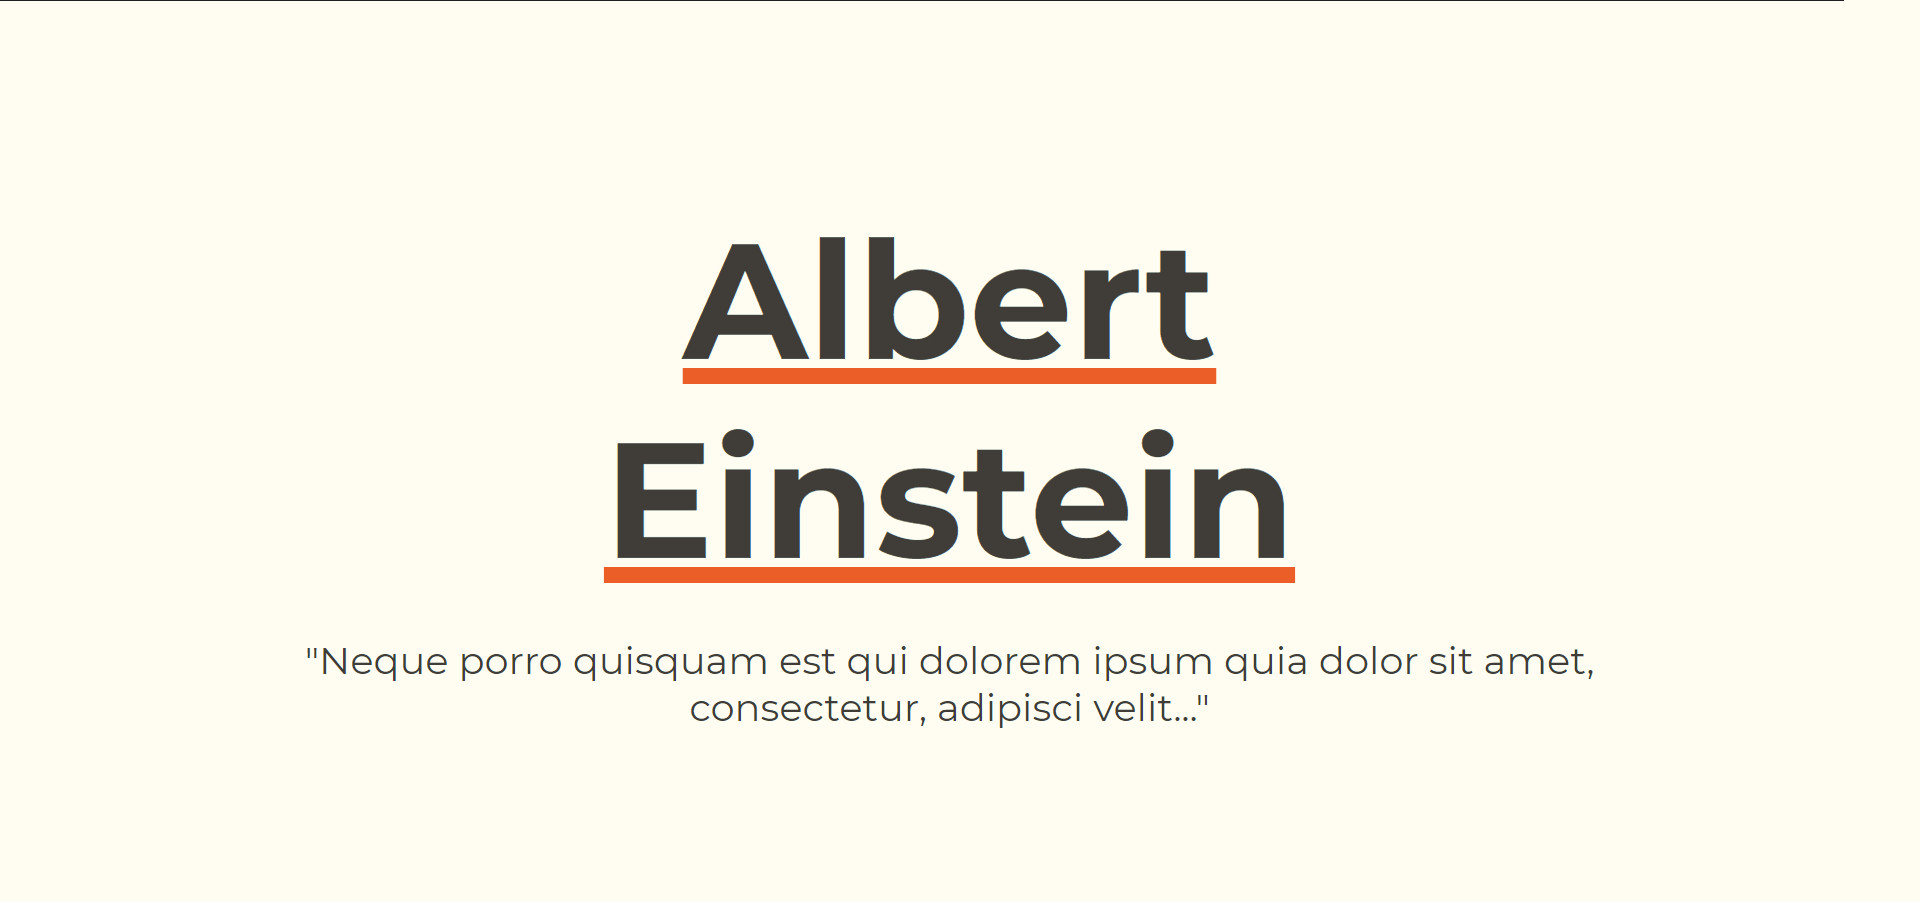 Albert
Einstein
"Neque porro quisquam est qui dolorem ipsum quia dolor sit amet,
consectetur, adipisci velit..."